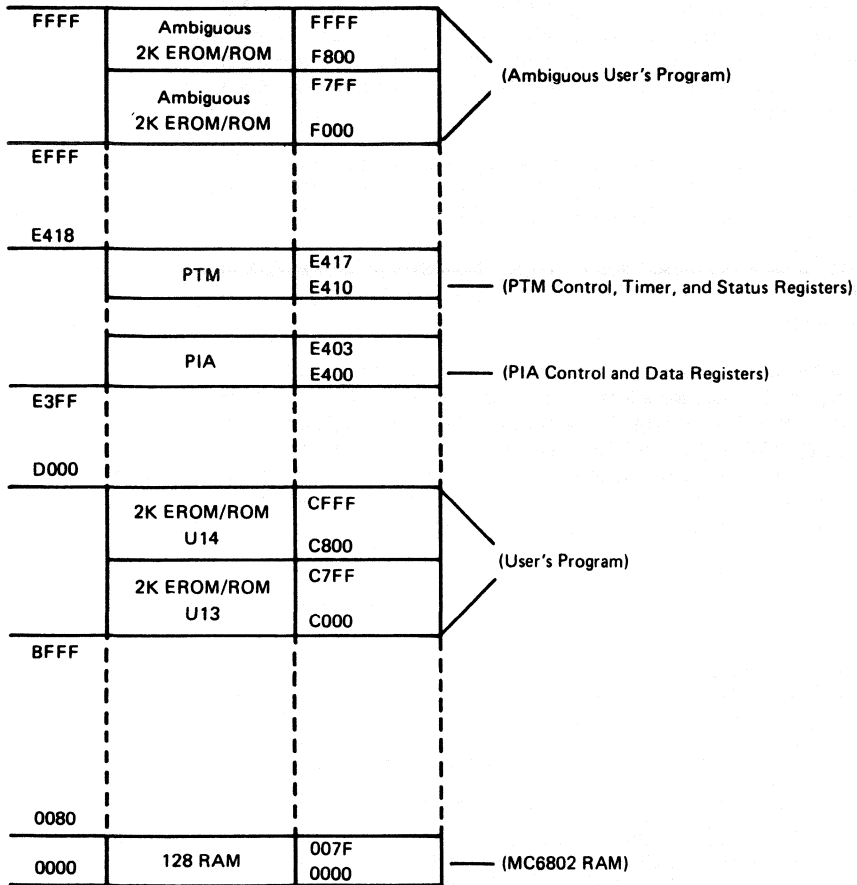 FFFF
Ambiguous
2K EROM/ROM
FFFF
F800
Ambiguous
2K EROM/ROM
F7FF
F000
(Ambiguous User's Program)
EFFF
E418
PTM
E417
E410
(PTM Control, Timer, and Status Registers)
PIA
E403
E400
(PIA Control and Data Registers)
E3FF
D000
2K EROM/ROM
U14
CFFF
C800
2K EROM/ROM
U13
C7FF
C000
(User's Program)
BFFF
0080
0000
128 RAM
007F
0000
(MC6802 RAM)